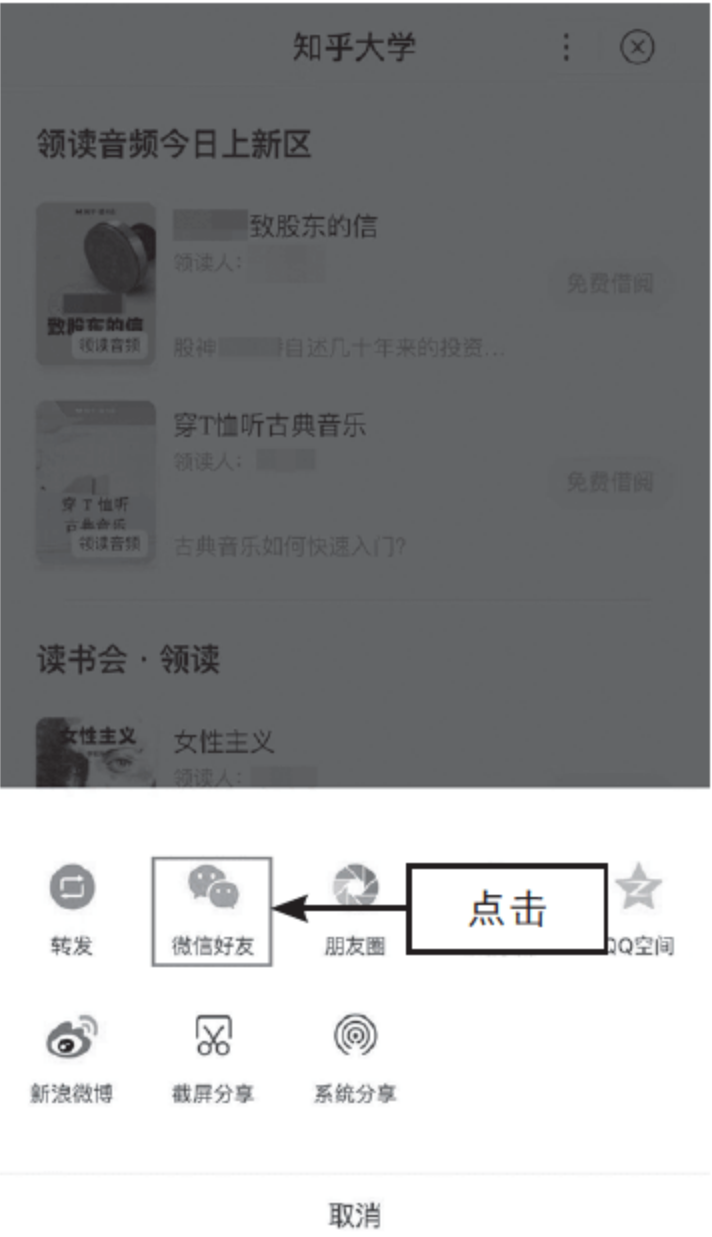 知乎大学
领读音频今日上新区
致股东的信
领读人:
免费借阅
致股东的信
领读音频
股神
自述几十年来的投资...
穿T恤听古典音乐
领读人:
免费借阅
穿 T 恤听
古典音乐
领读音频
古典音乐如何快速入门?
读书会 · 领读
女性主义
女性主义
领读人:
点击
转发
微信好友
朋友圈
QQ空间
新浪微博
截屏分享
系统分享
取消